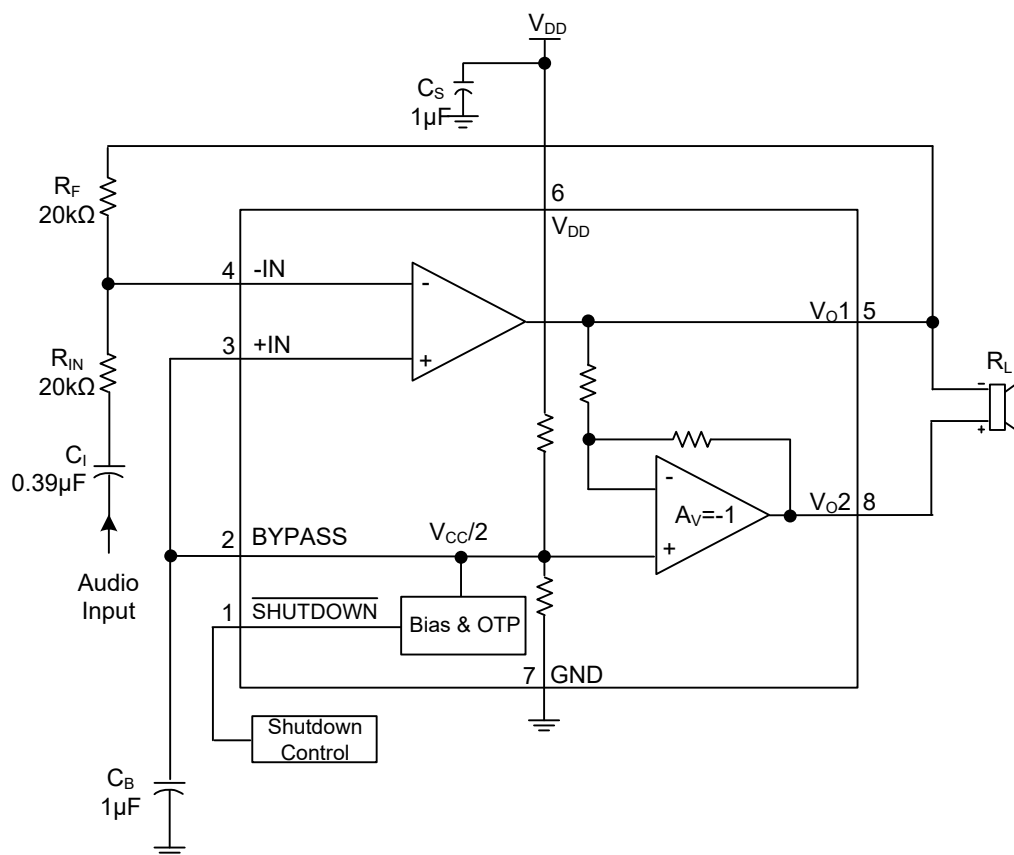 VDD
CS
1µF
RF
20kΩ
6
VDD
4 -IN
-
VO1 5
3 +IN
+
RIN
20kΩ
RL
-
+
CI
0.39µF
-
AV=-1
+
VO2 8
2 BYPASS
VCC/2
Audio
Input
1 SHUTDOWN
Bias & OTP
7 GND
Shutdown
Control
CB
1µF